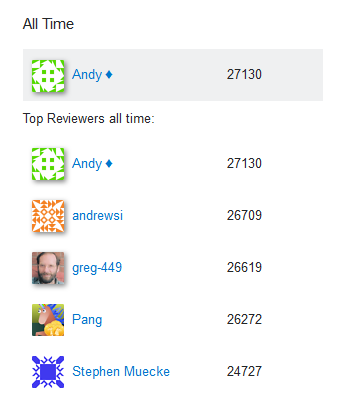 All Time
Andy ♦ 27130
Top Reviewers all time:
Andy ♦ 27130
andrewsi 26709
greg-449 26619
Pang 26272
Stephen Muecke 24727